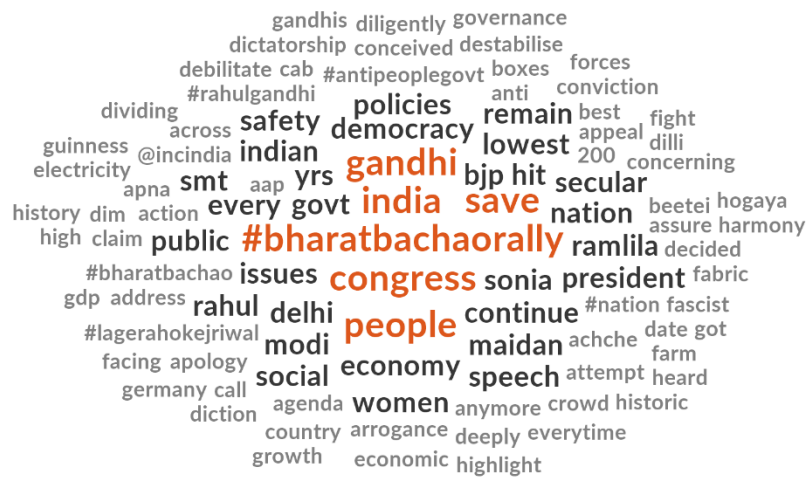 gandhis diligently governance
dictatorship conceived destabilise
debilitate cab #antipeoplegovt boxes forces
#rahulgandhi policies anti conviction
dividing safety democracy remain best fight
across indian gandhi lowest appeal dilli
guinness @incindia yrs bjp hit 200 concerning
electricity apna smt aap india save secular
history dim action every govt nation beetei hogaya
high claim public #bharatbachaorally ramlila assure harmony
decided
#bharatbachao issues congress sonia president fabric
gdp address rahul delhi people continue #nation fascist
#lagerahokejriwal modi maidan achche date got
facing apology social economy speech attempt farm
heard
germany call agenda women anymore crowd historic
diction country arrogance deeply everytime
growth economic highlight